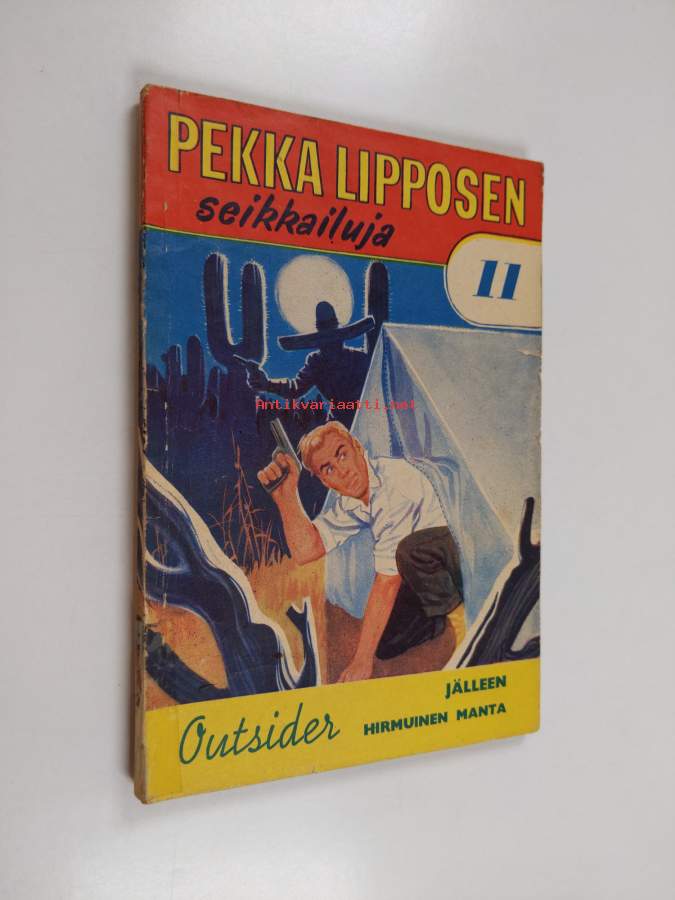 PEKKA LIPPOSEN
seikkailuja
11
Antikvariaatti.net
JÄLLEEN
Outsider HIRMUINEN MANTA